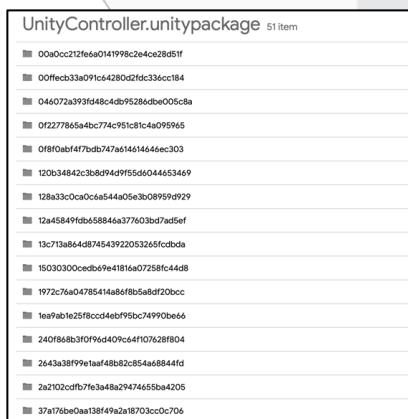 UnityController.unitypackage 51 item
00a0cc212fe6a0141998c2e4ce28d51f
00ffecb33a091c64280d2fdc336cc184
046072a393fd48c4db95286dbe005c8a
0f2277865a4bc774c951c81c4a095965
0f8f0abf4f7bdb747a614614646ec303
120b34842c3b8d94d9f55d6044653469
128a33c0ca0c6a544a05e3b08959d929
12a45849fdb658846a377603bd7ad5ef
13c713a864d874543922053265fcdbda
15030300cedb69e41816a07258fc44d8
1972c76a04785414a86f8b5a8df20bcc
1ea9ab1e25f8ccd4ebf95bc74990be66
240f868b3f0f96d409c64f107628f804
2643a38f99e1aaf48b82c854a68844fd
2a2102cdfb7fe3a48a29474655ba4205
37a176be0aa138f49a2a18703cc0c706